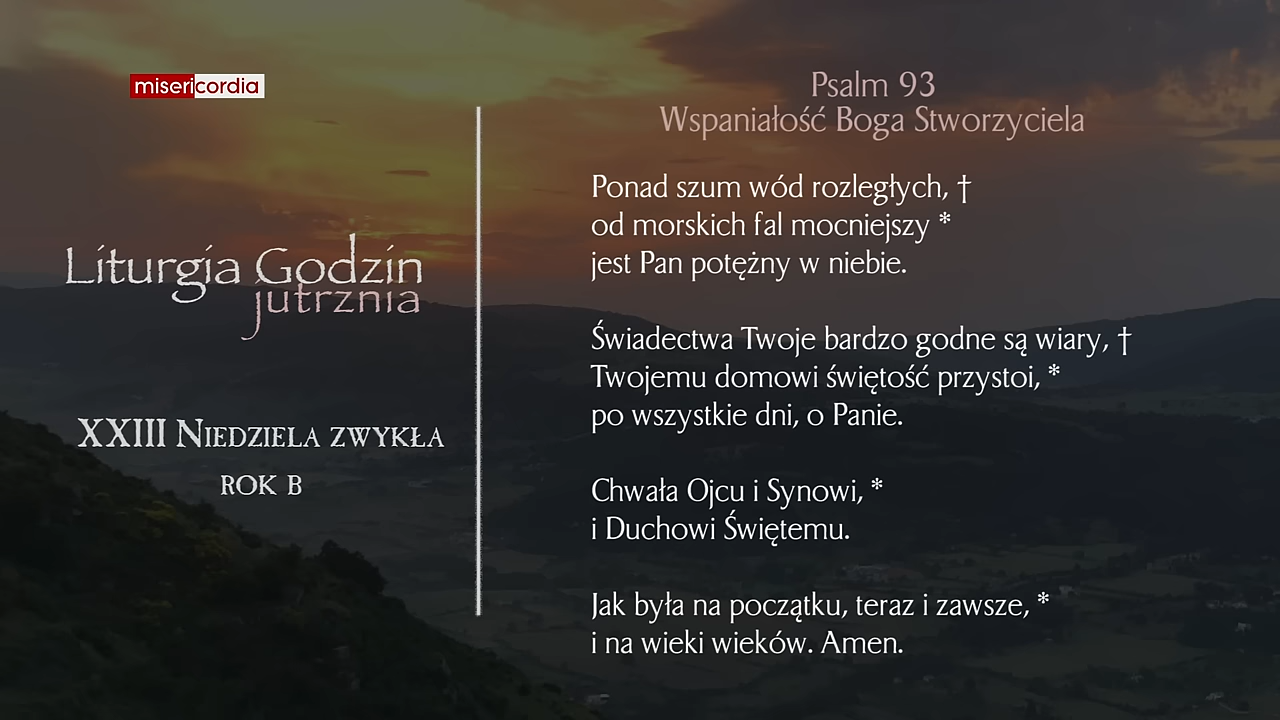 misericordia
Liturgia Godzin
jutrznia
XXIII Niedziela zwykła
rok B
Psalm 93
Wspaniałość Boga Stworzyciela
Ponad szum wód rozległych, †
od morskich fal mocniejszy *
jest Pan potężny w niebie.
Świadectwa Twoje bardzo godne są wiary, †
Twojemu domowi świętość przystoi, *
po wszystkie dni, o Panie.
Chwała Ojcu i Synowi, *
i Duchowi Świętemu.
Jak była na początku, teraz i zawsze, *
i na wieki wieków. Amen.